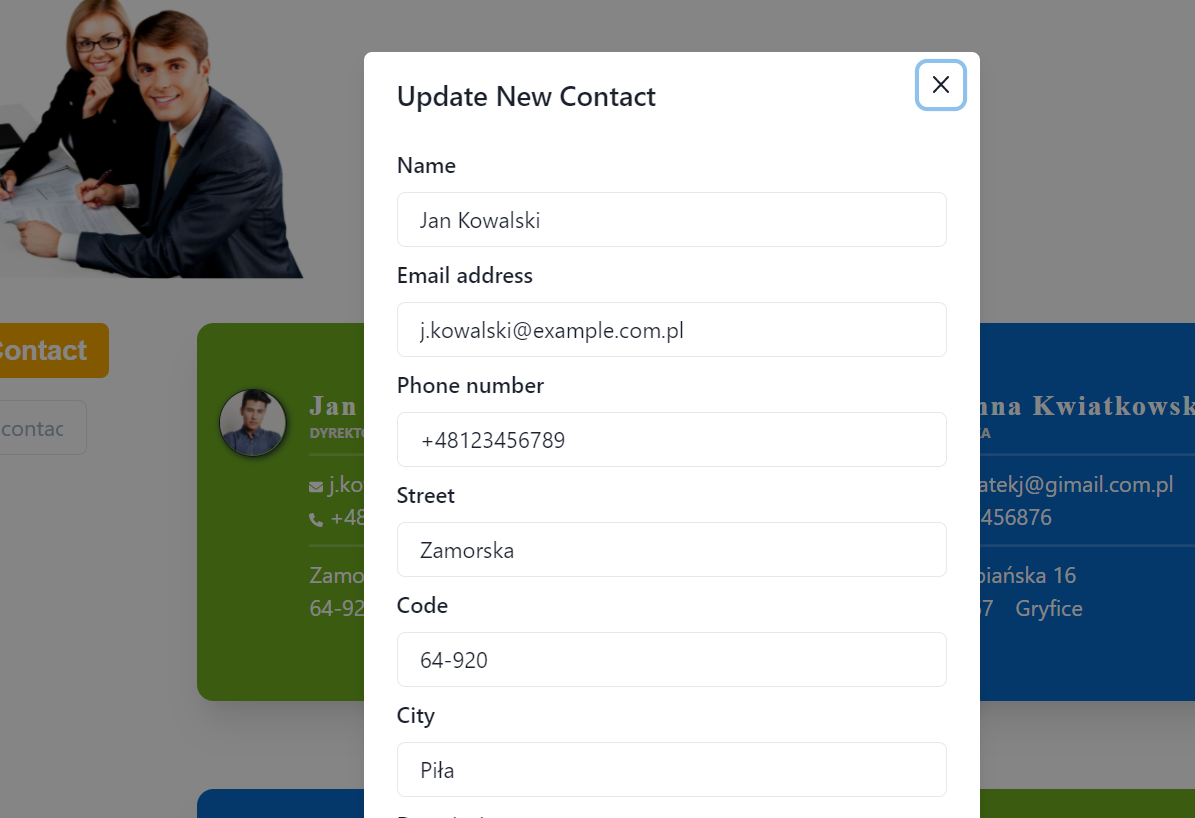 Update New Contact
Name
Jan Kowalski
Email address
j.kowalski@example.com.pl
Phone number
+48123456789
Street
Zamorska
Code
64-920
City
Piła
Contact
contac
Jan
DYREKTO
j.ko
+48
Zamo
64-92
nna Kwiatkowsk
KA
atekj@gimail.com.pl
456876
piańska 16
67 Gryfice